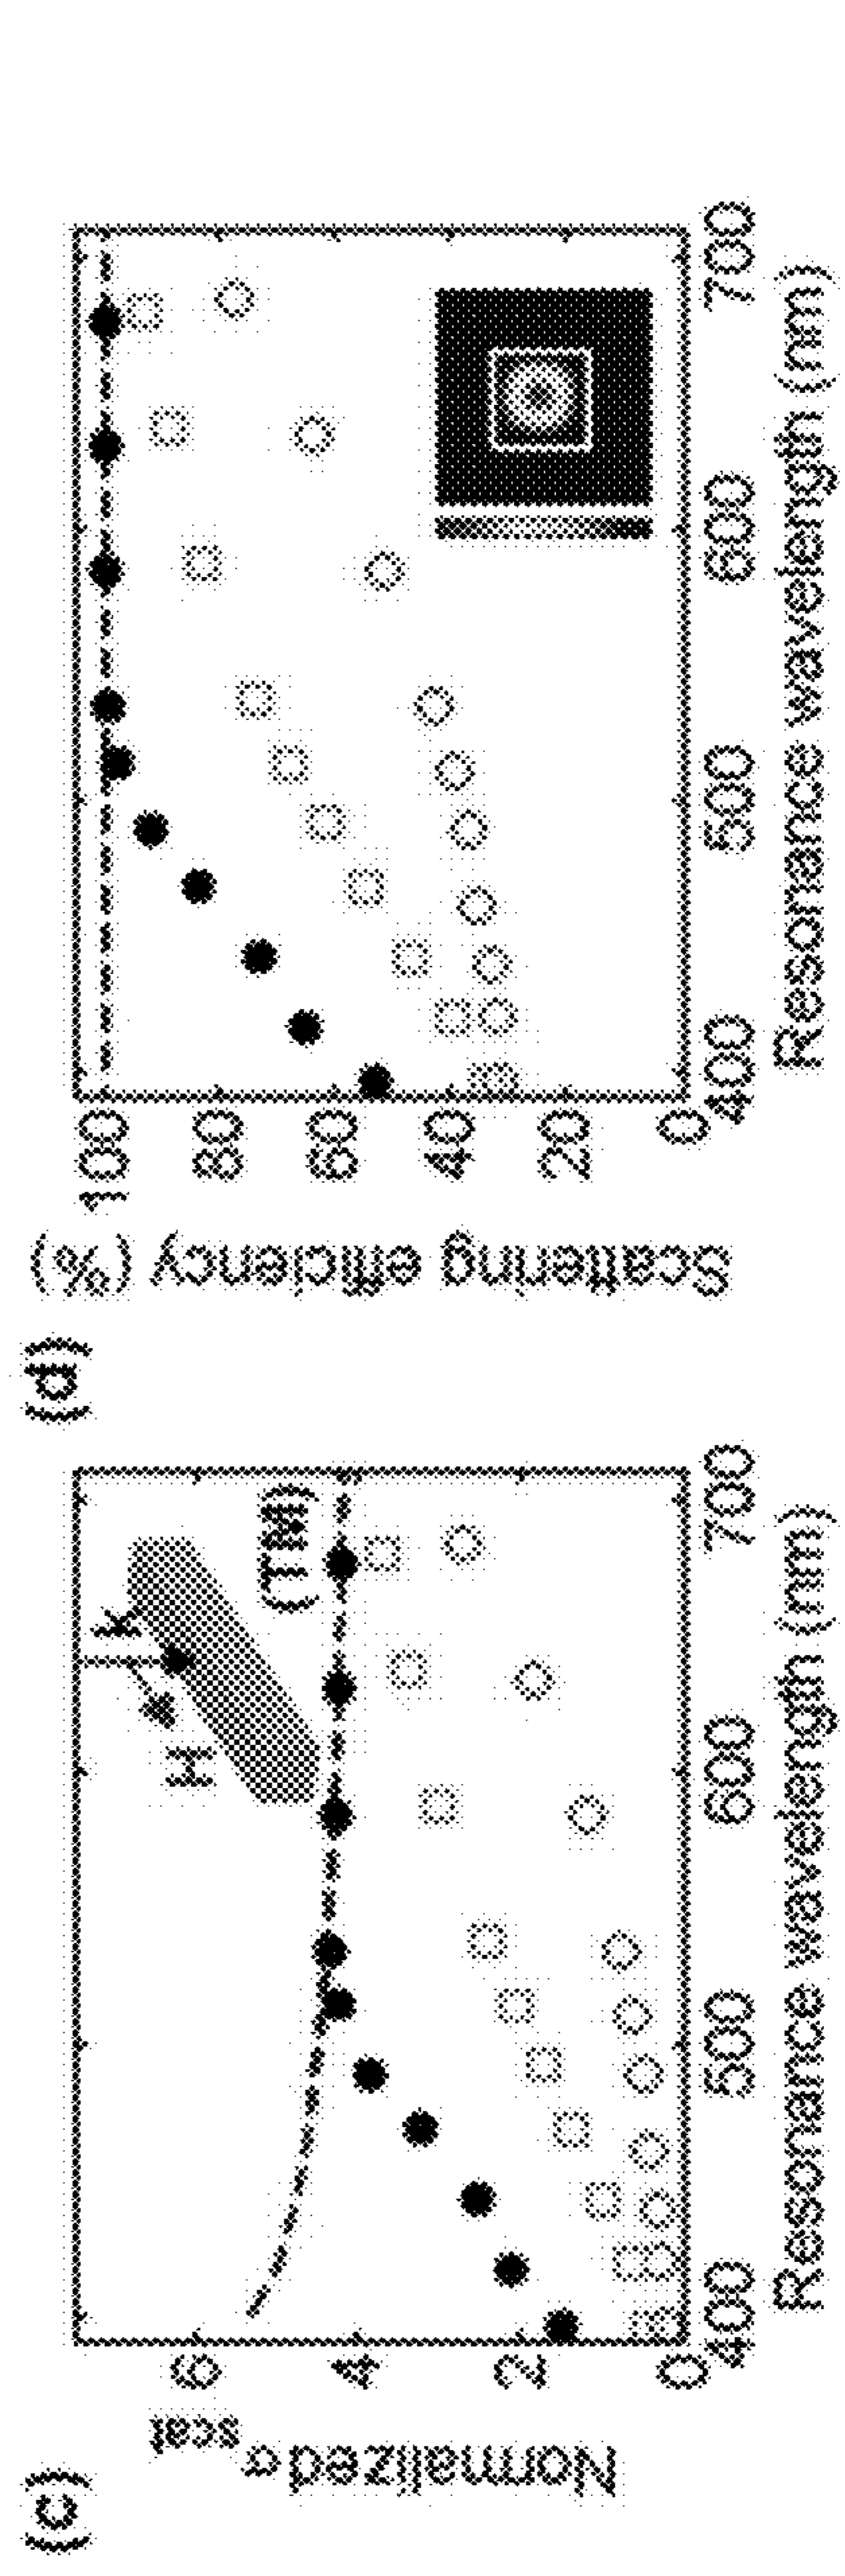 (c)
Normalized σscat
6
4
2
0
400
500
600
700
Resonance wavelength (nm)
H
k
(TM)
(d)
Scattering efficiency (%)
100
80
60
40
20
0
400
500
600
700
Resonance wavelength (nm)